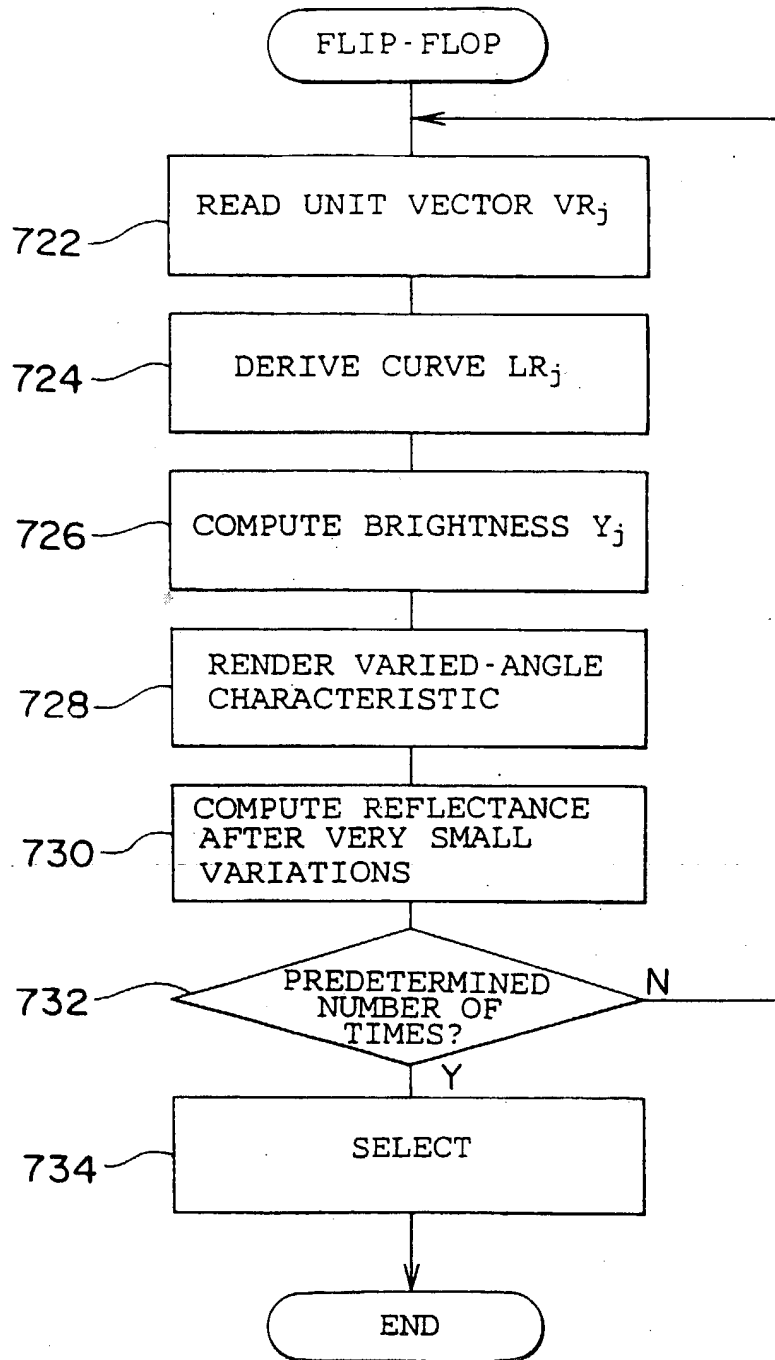 FLIP-FLOP
722
READ UNIT VECTOR VRj
724
DERIVE CURVE LRj
726
COMPUTE BRIGHTNESS Yj
728
RENDER VARIED-ANGLE
CHARACTERISTIC
730
COMPUTE REFLECTANCE
AFTER VERY SMALL
VARIATIONS
732
PREDETERMINED
NUMBER OF
TIMES?
N
Y
734
SELECT
END